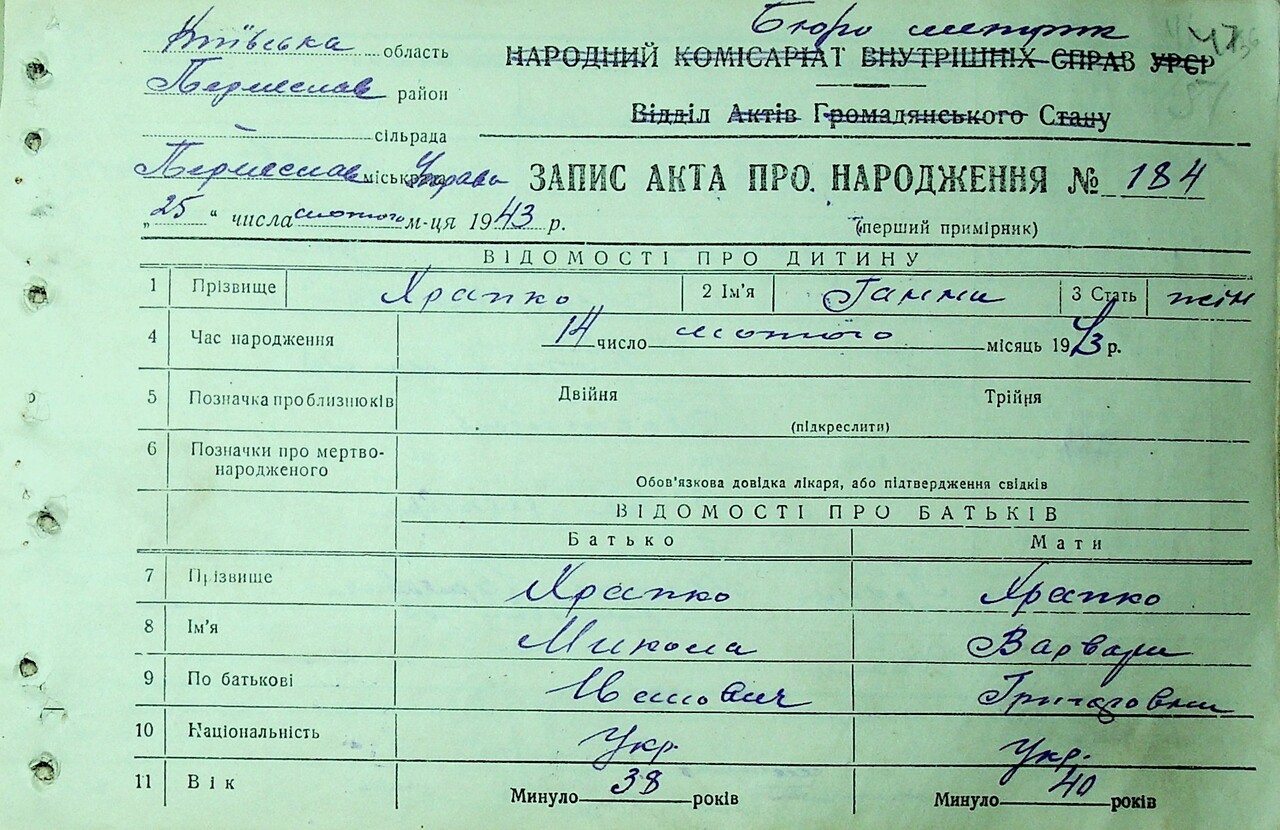 Київська область
Бюро метрик
НАРОДНИЙ КОМІСАРІАТ ВНУТРІШНІХ СПРАВ УРСР
Переяслав район
Відділ Актів Громадянського Стану
сільрада
Переяслав міськрада Управа
ЗАПИС АКТА ПРО НАРОДЖЕННЯ № 184
„25“ числа лютого м-ця 1943 р.
(перший примірник)
ВІДОМОСТІ ПРО ДИТИНУ
1 Прізвище Храпко 2 Ім'я Ганна 3 Стать жін
4 Час народження 14 число лютого місяць 1943 р.
5 Позначка про близнюків Двійня Трійня
(підкреслити)
6 Позначки про мертво-
народженого
Обов'язкова довідка лікаря, або підтвердження свідків
ВІДОМОСТІ ПРО БАТЬКІВ
Батько Мати
7 Прізвище Храпко Храпко
8 Ім'я Микола Варвара
9 По батькові Григоровна
10 Національність Укр. Укр.
11 Вік Минуло 38 років Минуло 40 років